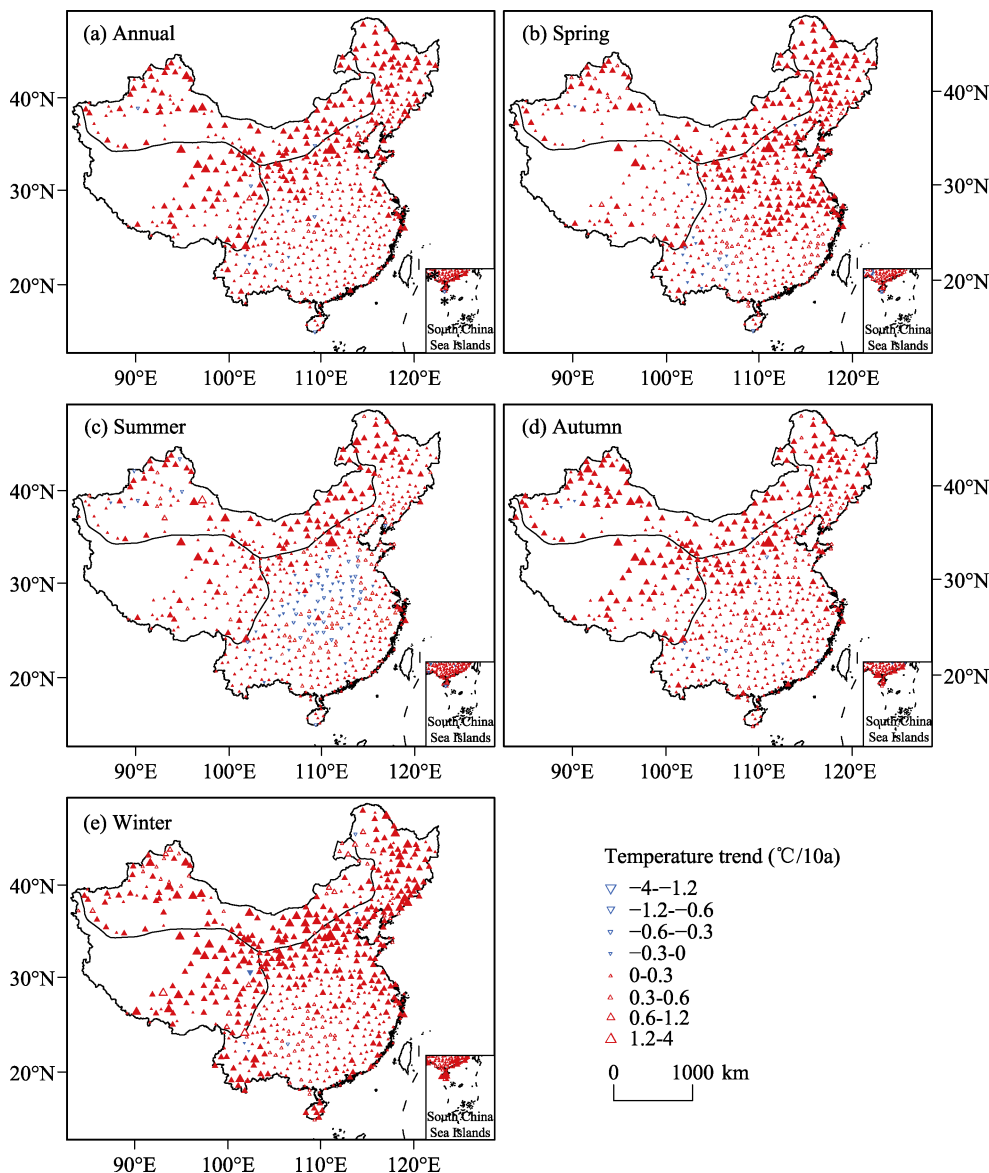 (a) Annual
40°N
30°N
20°N
90°E
100°E
110°E
120°E
South China
Sea Islands
(b) Spring
40°N
30°N
20°N
90°E
100°E
110°E
120°E
South China
Sea Islands
(c) Summer
40°N
30°N
20°N
90°E
100°E
110°E
120°E
South China
Sea Islands
(d) Autumn
40°N
30°N
20°N
90°E
100°E
110°E
120°E
South China
Sea Islands
(e) Winter
40°N
30°N
20°N
90°E
100°E
110°E
120°E
South China
Sea Islands
Temperature trend (℃/10a)
−4-−1.2
−1.2-−0.6
−0.6-−0.3
−0.3-0
0-0.3
0.3-0.6
0.6-1.2
1.2-4
0 1000 km